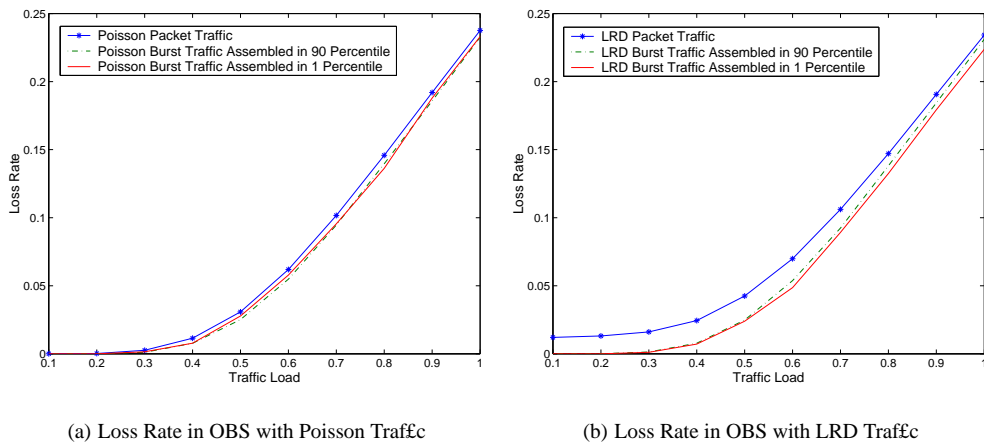 0.25
0.2
0.15
0.1
0.05
0
Loss Rate
Poisson Packet Traffic
Poisson Burst Traffic Assembled in 90 Percentile
Poisson Burst Traffic Assembled in 1 Percentile
0.1 0.2 0.3 0.4 0.5 0.6 0.7 0.8 0.9 1
Traffic Load
(a) Loss Rate in OBS with Poisson Traf£c
0.25
0.2
0.15
0.1
0.05
0
Loss Rate
LRD Packet Traffic
LRD Burst Traffic Assembled in 90 Percentile
LRD Burst Traffic Assembled in 1 Percentile
0.1 0.2 0.3 0.4 0.5 0.6 0.7 0.8 0.9 1
Traffic Load
(b) Loss Rate in OBS with LRD Traf£c